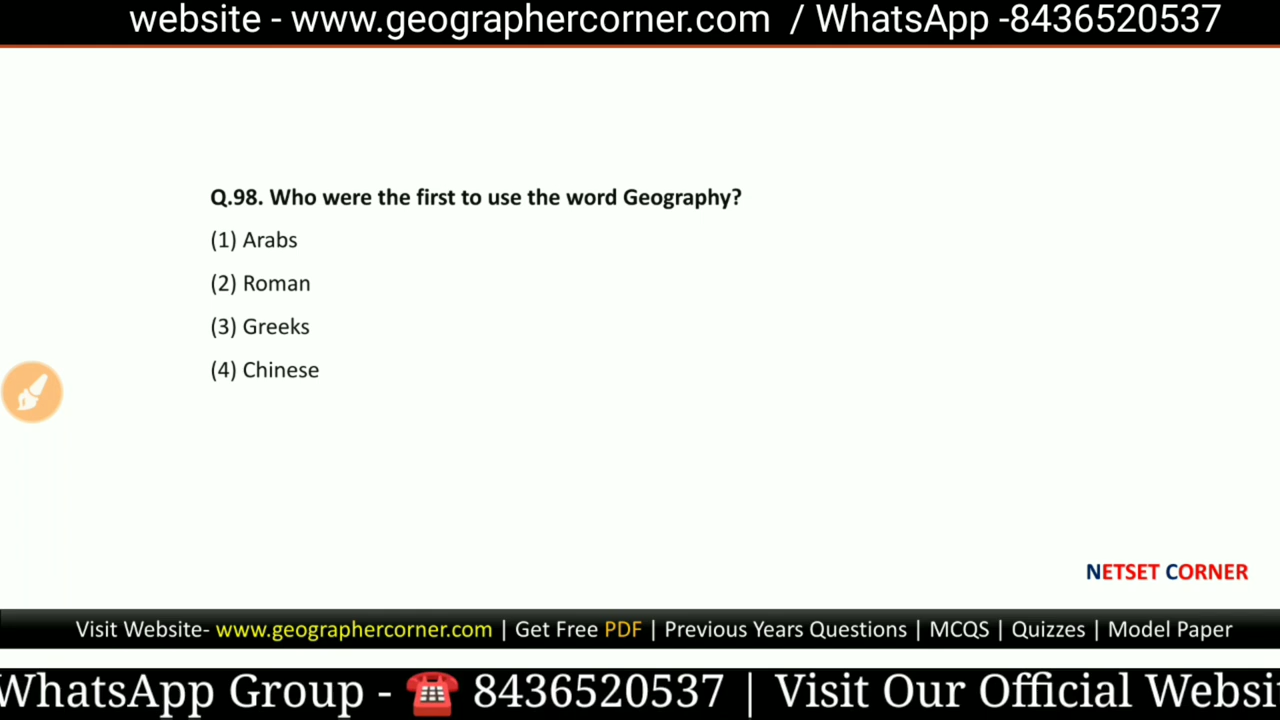 website - www.geographercorner.com / WhatsApp -8436520537
Q.98. Who were the first to use the word Geography?
(1) Arabs
(2) Roman
(3) Greeks
(4) Chinese
NETSET CORNER
Visit Website- www.geographercorner.com | Get Free PDF | Previous Years Questions | MCQS | Quizzes | Model Paper
WhatsApp Group - ☎ 8436520537 | Visit Our Official